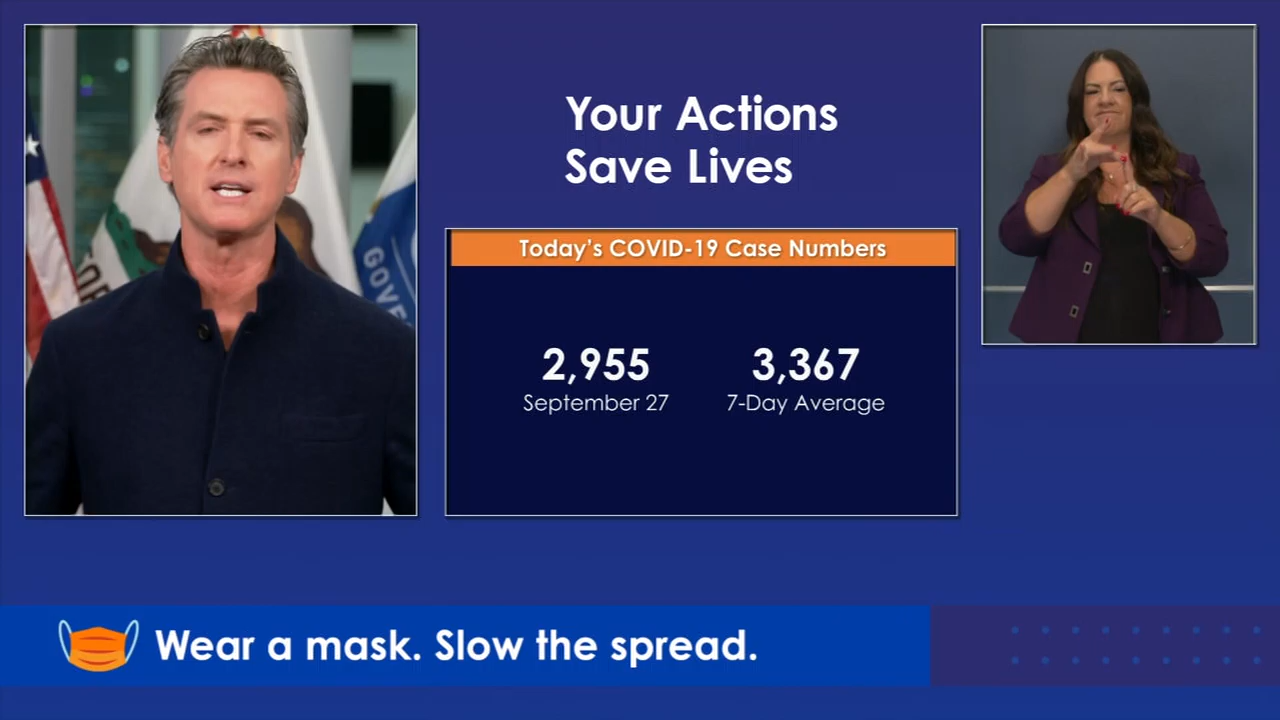 Your Actions
Save Lives
Today's COVID-19 Case Numbers
2,955
September 27
3,367
7-Day Average
Wear a mask. Slow the spread.